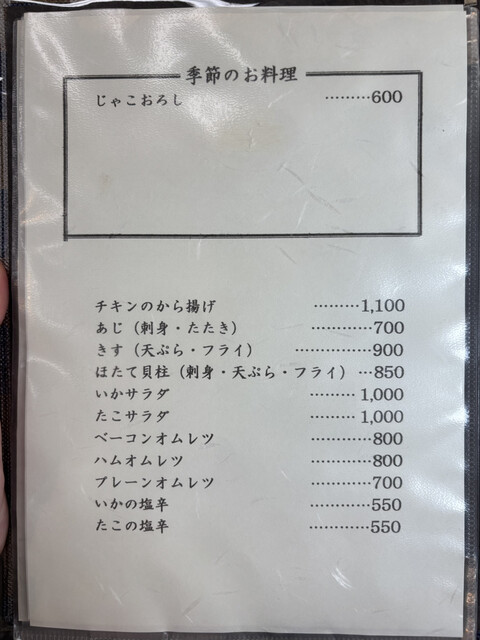 季節のお料理
じゃこおろし ………600
チキンのから揚げ ………1,100
あじ（刺身・たたき） …………700
きす（天ぷら・フライ） ……………900
ほたて貝柱（刺身・天ぷら・フライ） …850
いかサラダ …………1,000
たこサラダ …………1,000
ベーコンオムレツ …………800
ハムオムレツ …………800
プレーンオムレツ …………700
いかの塩辛 …………550
たこの塩辛 …………550